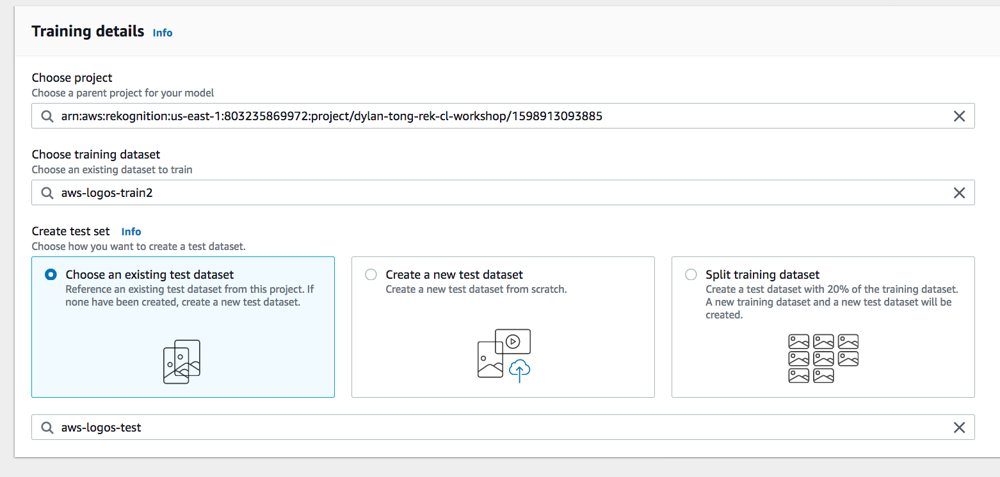 Training details Info
Choose project
Choose a parent project for your model
arn:aws:rekognition:us-east-1:803235869972:project/dylan-tong-rek-cl-workshop/1598913093885
Choose training dataset
Choose an existing dataset to train
aws-logos-train2
Create test set Info
Choose how you want to create a test dataset.
Choose an existing test dataset
Reference an existing test dataset from this project. If
none have been created, create a new test dataset.
Create a new test dataset
Create a new test dataset from scratch.
Split training dataset
Create a test dataset with 20% of the training dataset.
A new training dataset and a new test dataset will be
created.
aws-logos-test